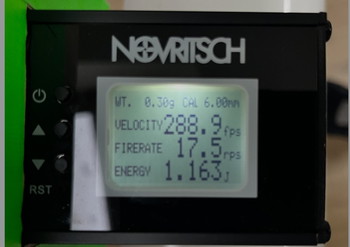 NOVRITSCH
WT. 0.30g CAL 6.00mm
VELOCITY 288.9 fps
FIRERATE 17.5 rps
ENERGY 1.163 J
RST